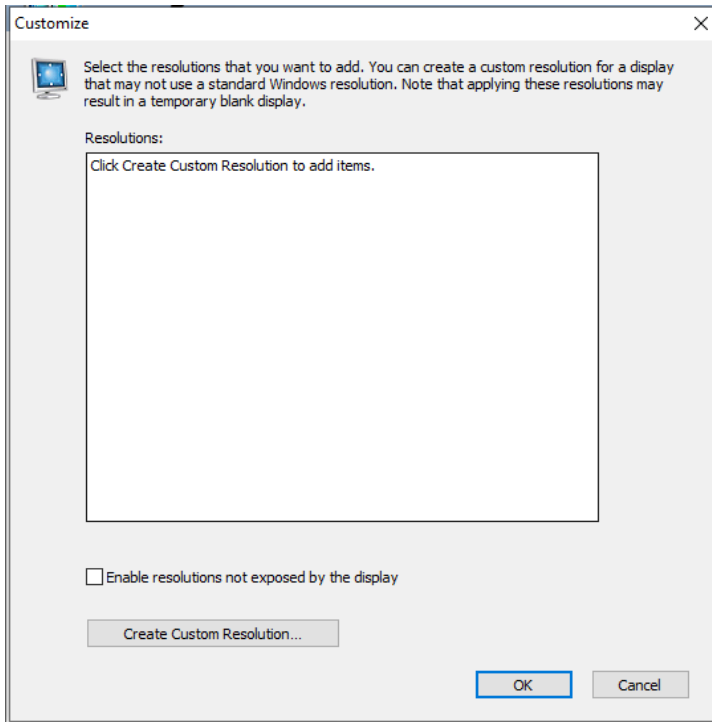 Customize
Select the resolutions that you want to add. You can create a custom resolution for a display
that may not use a standard Windows resolution. Note that applying these resolutions may
result in a temporary blank display.
Resolutions:
Click Create Custom Resolution to add items.
Enable resolutions not exposed by the display
Create Custom Resolution...
OK
Cancel